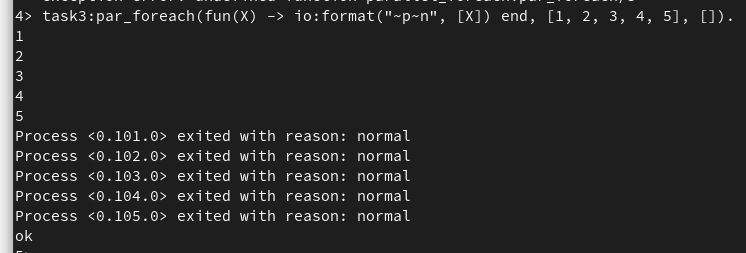 4> task3:par_foreach(fun(X) -> io:format("~p~n", [X]) end, [1, 2, 3, 4, 5], []).
1
2
3
4
5
Process <0.101.0> exited with reason: normal
Process <0.102.0> exited with reason: normal
Process <0.103.0> exited with reason: normal
Process <0.104.0> exited with reason: normal
Process <0.105.0> exited with reason: normal
ok